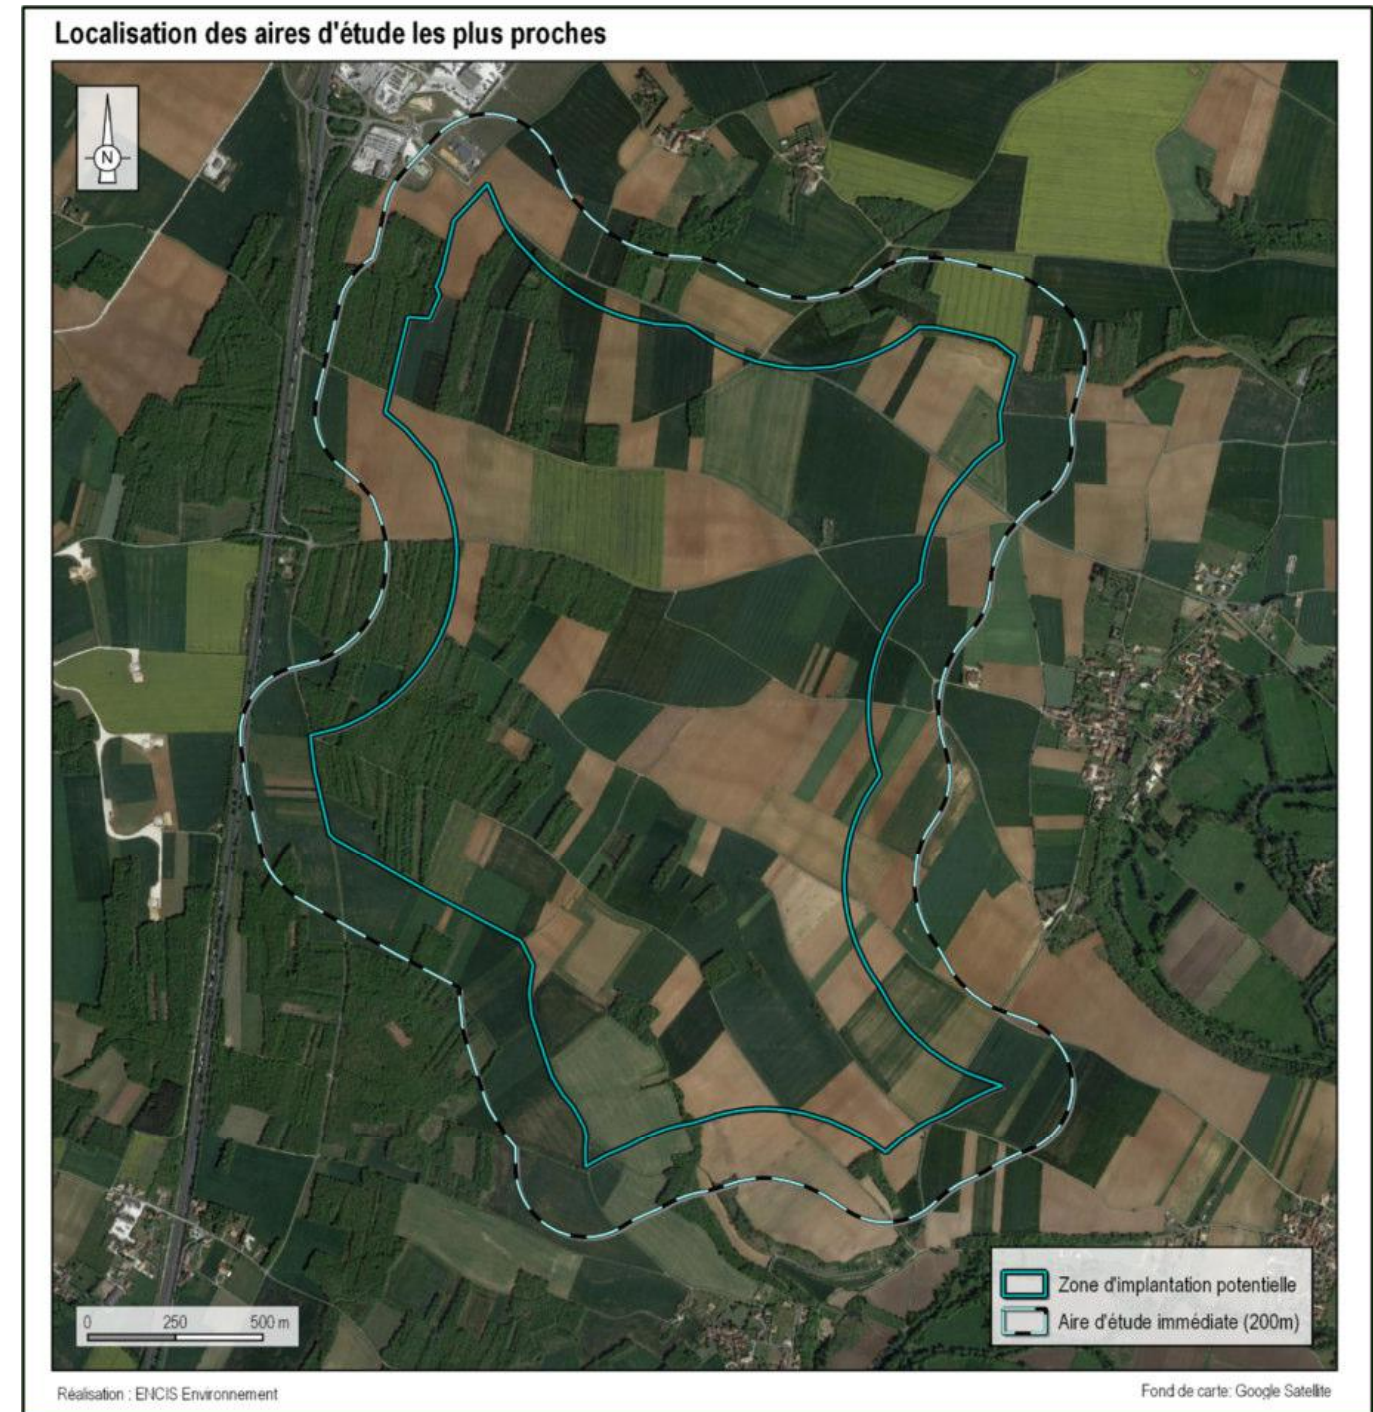 Localisation des aires d'étude les plus proches
N
0 250 500 m
Zone d'implantation potentielle
Aire d'étude immédiate (200m)
Réalisation : ENCIS Environnement
Fond de carte: Google Satellite